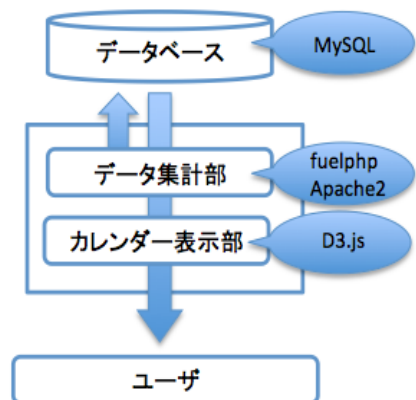 データベース
MySQL
データ集計部
fuelphp
Apache2
カレンダー表示部
D3.js
ユーザ